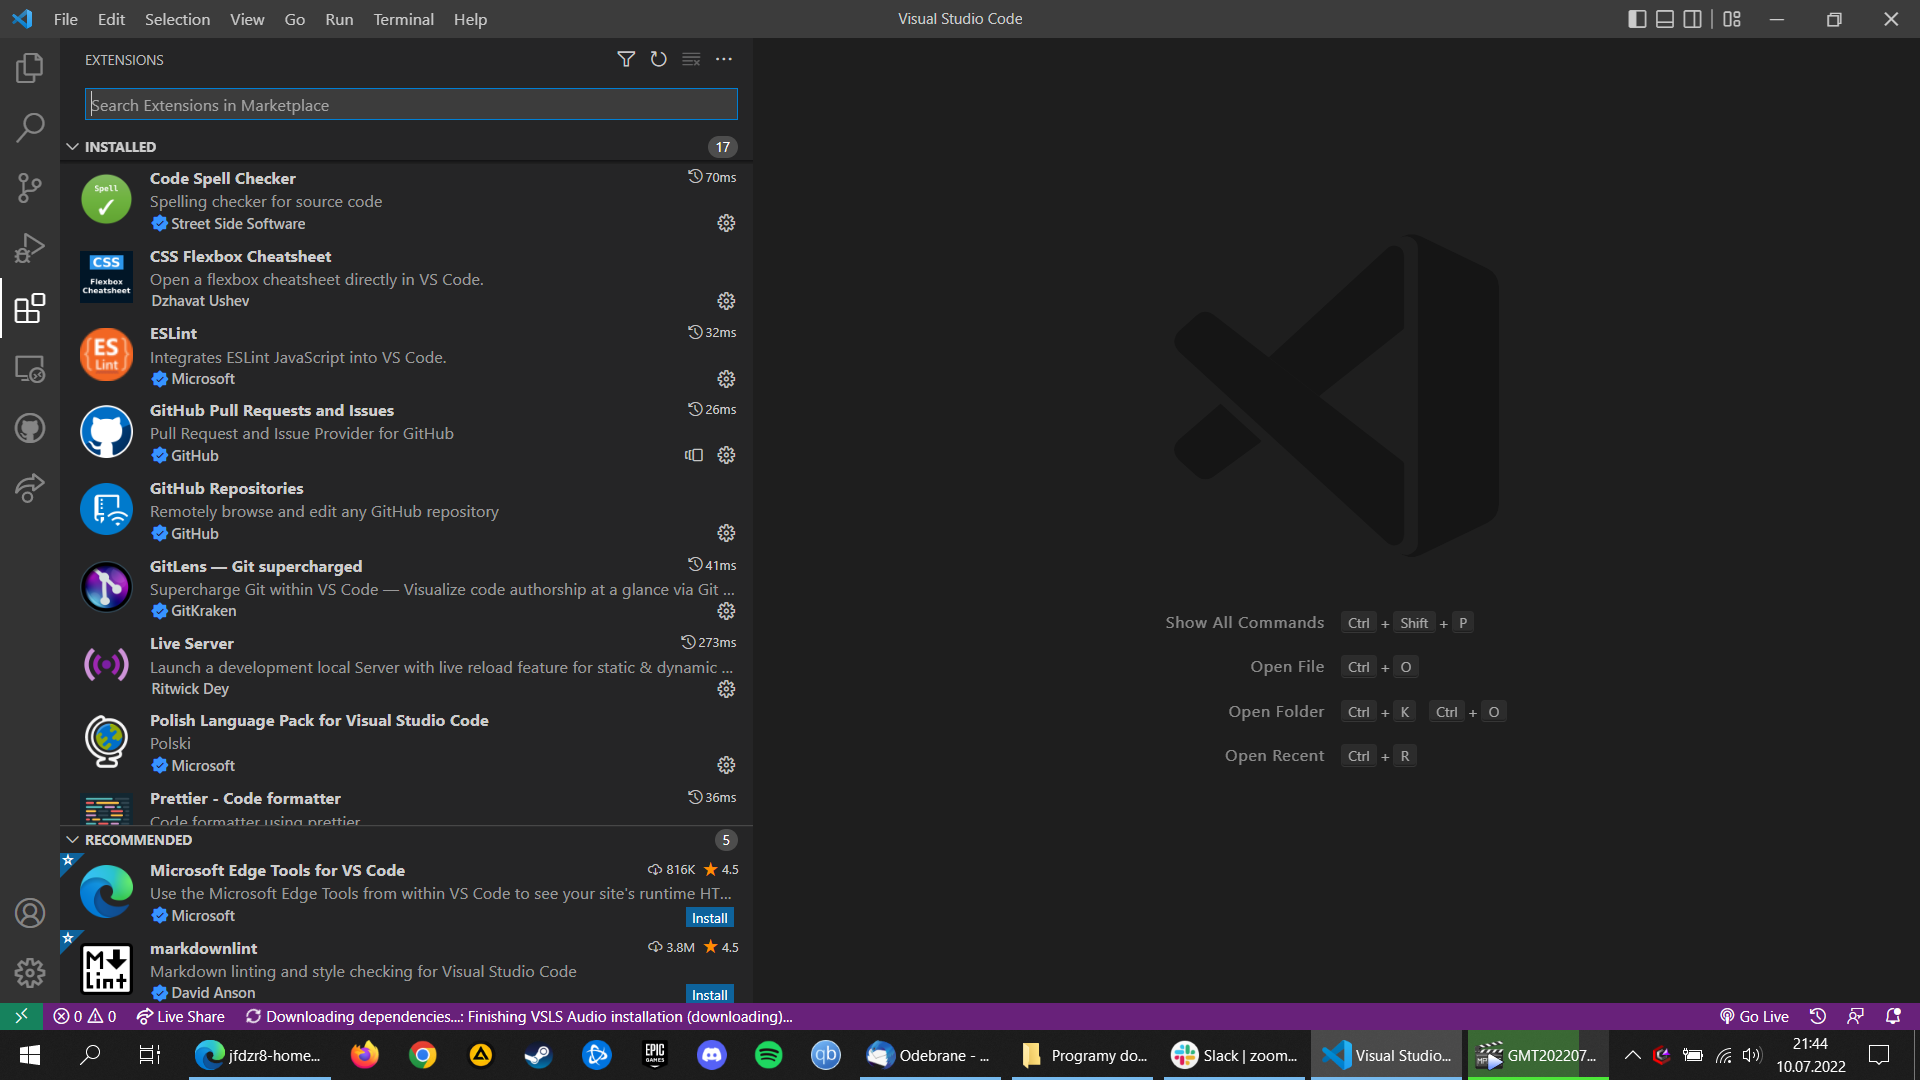 File Edit Selection View Go Run Terminal Help
Visual Studio Code
EXTENSIONS
Search Extensions in Marketplace
INSTALLED 17
Spell
Code Spell Checker 70ms
Spelling checker for source code
Street Side Software
CSS
Flexbox
Cheatsheet
CSS Flexbox Cheatsheet
Open a flexbox cheatsheet directly in VS Code.
Dzhavat Ushev
ES
Lint
ESLint 32ms
Integrates ESLint JavaScript into VS Code.
Microsoft
GitHub Pull Requests and Issues 26ms
Pull Request and Issue Provider for GitHub
GitHub
GitHub Repositories
Remotely browse and edit any GitHub repository
GitHub
GitLens — Git supercharged 41ms
Supercharge Git within VS Code — Visualize code authorship at a glance via Git ...
GitKraken
Live Server 273ms
Launch a development local Server with live reload feature for static & dynamic ...
Ritwick Dey
Polish Language Pack for Visual Studio Code
Polski
Microsoft
Prettier - Code formatter 36ms
Code formatter using prettier
RECOMMENDED 5
Microsoft Edge Tools for VS Code 816K 4.5
Use the Microsoft Edge Tools from within VS Code to see your site's runtime HT...
Microsoft Install
M
Lint
markdownlint 3.8M 4.5
Markdown linting and style checking for Visual Studio Code
David Anson Install
Show All Commands Ctrl + Shift + P
Open File Ctrl + O
Open Folder Ctrl + K Ctrl + O
Open Recent Ctrl + R
0 0 Live Share Downloading dependencies...: Finishing VSLS Audio installation (downloading)... Go Live
jfdzr8-home...
EPIC
GAMES
qb
Odebrane - ...
Programy do...
Slack | zoom...
Visual Studio...
GMT202207...
21:44
10.07.2022